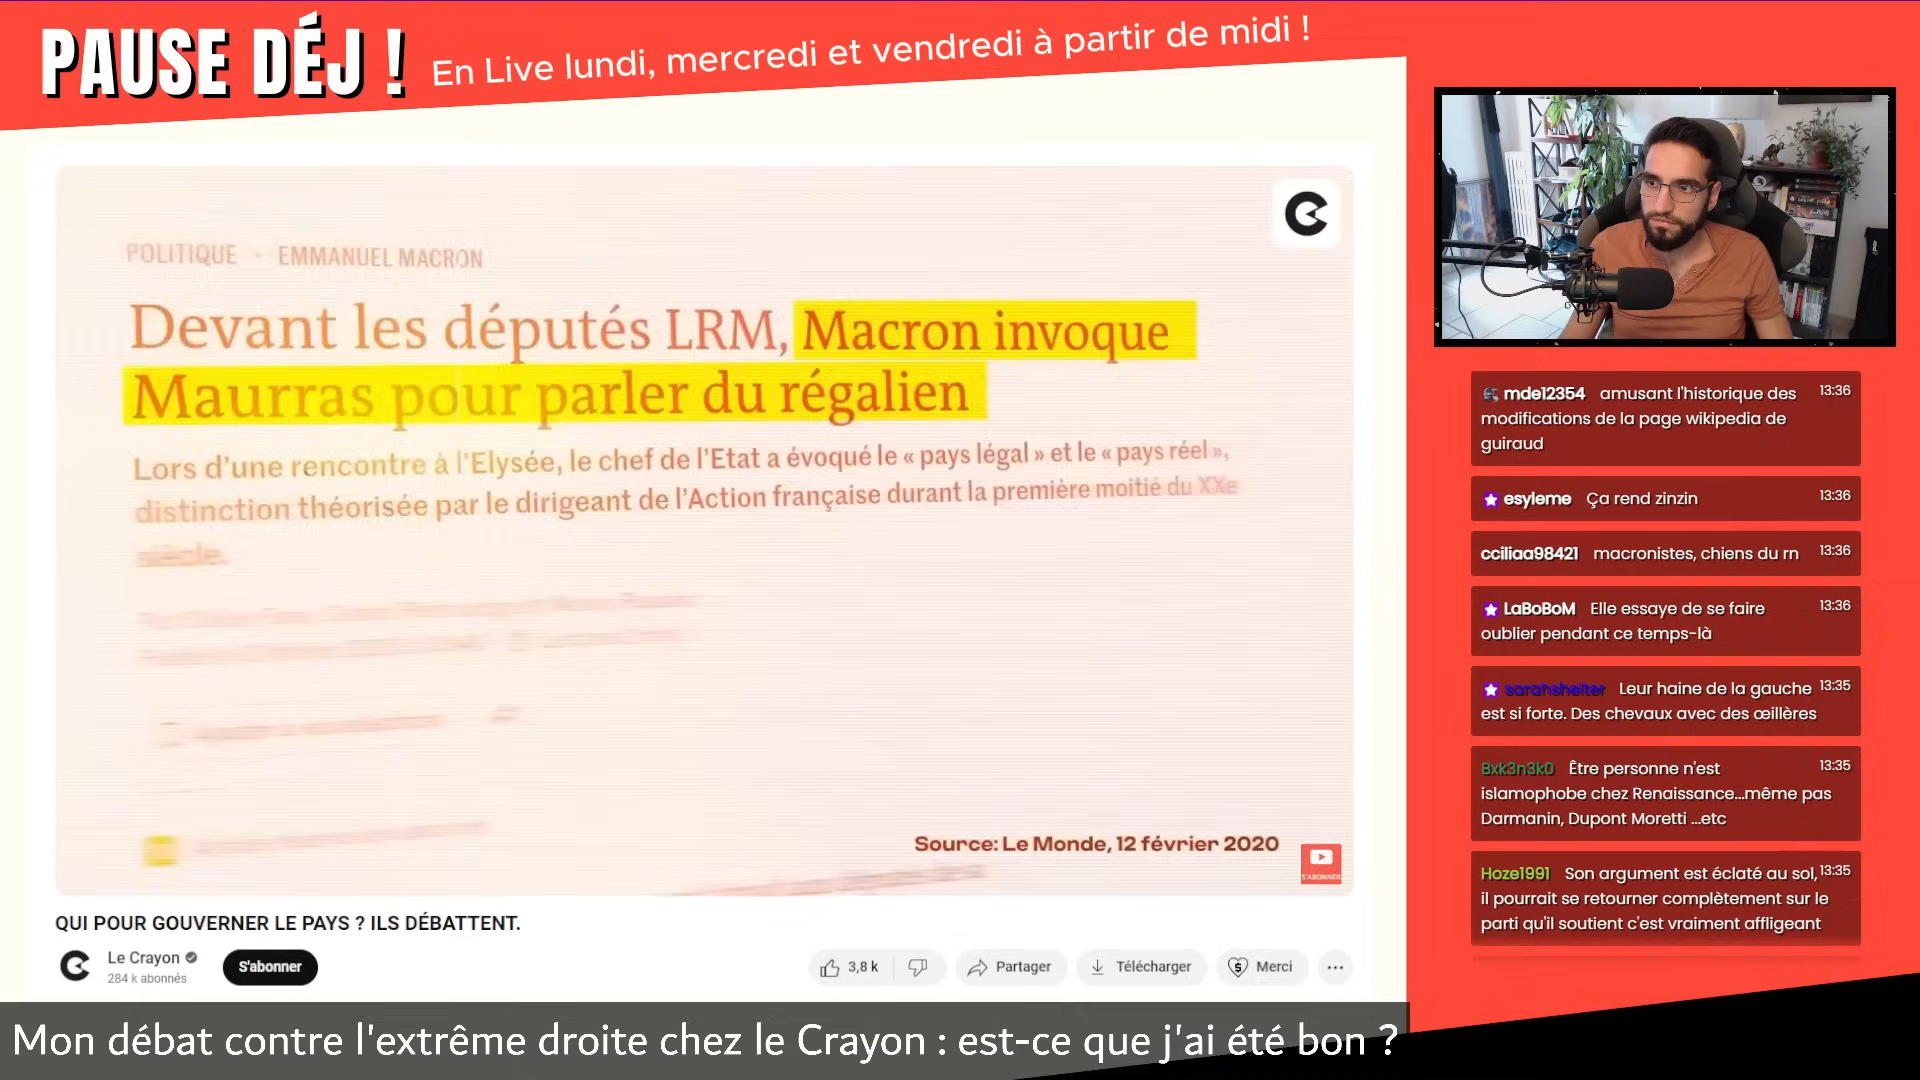 PAUSE DÉJ !
En Live lundi, mercredi et vendredi à partir de midi !
POLITIQUE · EMMANUEL MACRON
Devant les députés LRM, Macron invoque
Maurras pour parler du régalien
Lors d'une rencontre à l'Elysée, le chef de l'Etat a évoqué le « pays légal » et le « pays réel »,
distinction théorisée par le dirigeant de l'Action française durant la première moitié du XXe
siècle.
Source: Le Monde, 12 février 2020
S'ABONNER
QUI POUR GOUVERNER LE PAYS ? ILS DÉBATTENT.
Le Crayon
284 k abonnés
S'abonner
3,8 k
Partager
Télécharger
Merci
Mon débat contre l'extrême droite chez le Crayon : est-ce que j'ai été bon ?
mde12354 amusant l'historique des 13:36
modifications de la page wikipedia de
guiraud
esyleme Ça rend zinzin 13:36
cciliaa98421 macronistes, chiens du rn 13:36
LaBoBoM Elle essaye de se faire 13:36
oublier pendant ce temps-là
sarahshelter Leur haine de la gauche 13:35
est si forte. Des chevaux avec des œillères
Bxk3n3k0 Être personne n'est 13:35
islamophobe chez Renaissance...même pas
Darmanin, Dupont Moretti ...etc
Hoze1991 Son argument est éclaté au sol, 13:35
il pourrait se retourner complètement sur le
parti qu'il soutient c'est vraiment affligeant